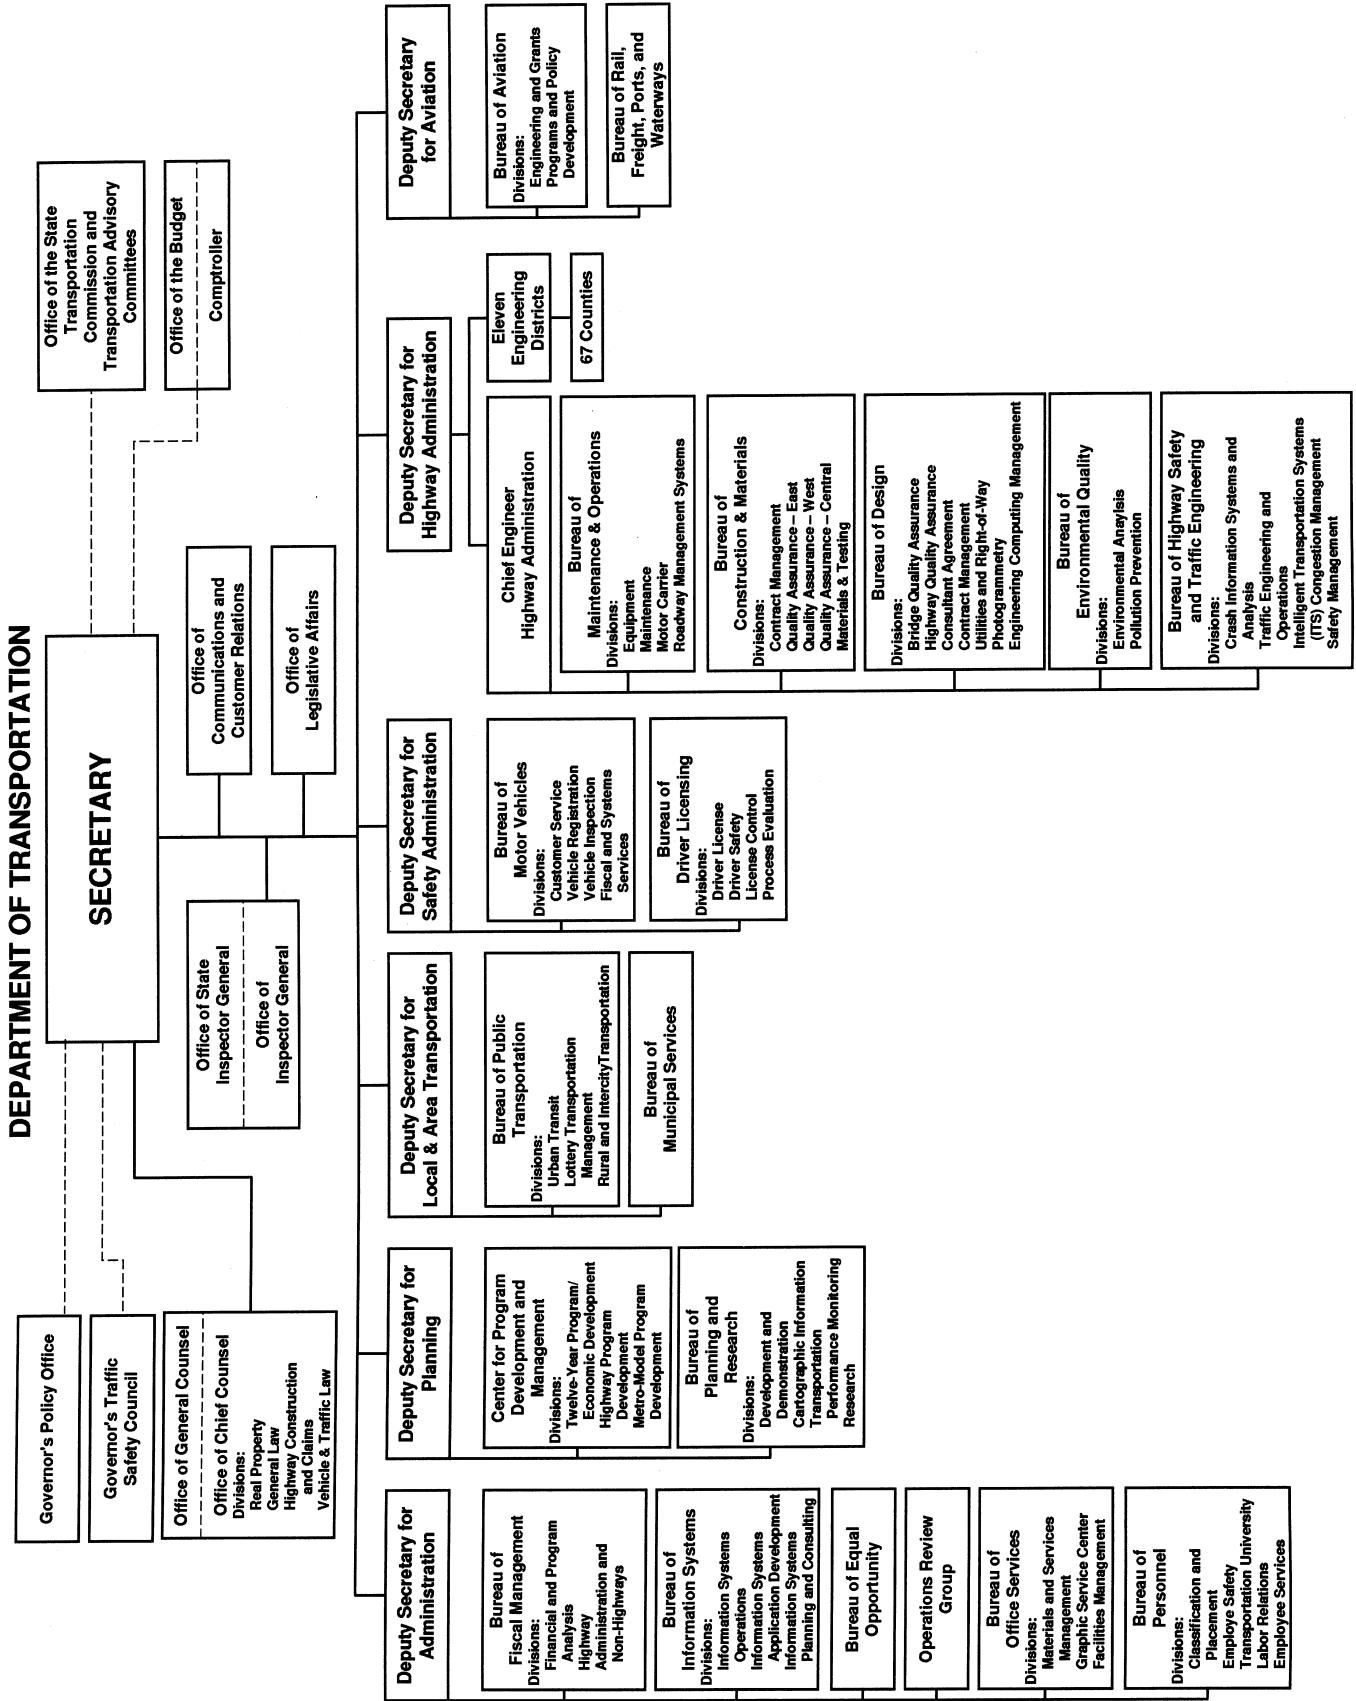 DEPARTMENT OF TRANSPORTATION
SECRETARY
Governor's Policy Office
Governor's Traffic
Safety Council
Office of General Counsel
Office of Chief Counsel
Divisions:
Real Property
General Law
Highway Construction
and Claims
Vehicle & Traffic Law
Office of State
Inspector General
Office of
Inspector General
Office of
Communications and
Customer Relations
Office of
Legislative Affairs
Office of the State
Transportation
Commission and
Transportation Advisory
Committees
Office of the Budget
Comptroller
Deputy Secretary for
Administration
Bureau of
Fiscal Management
Divisions:
Financial and Program
Analysis
Highway
Administration and
Non-Highways
Bureau of
Information Systems
Divisions:
Information Systems
Operations
Information Systems
Application Development
Information Systems
Planning and Consulting
Bureau of Equal
Opportunity
Operations Review
Group
Bureau of
Office Services
Divisions:
Materials and Services
Management
Graphic Service Center
Facilities Management
Bureau of
Personnel
Divisions:
Classification and
Placement
Employe Safety
Transportation University
Labor Relations
Employee Services
Deputy Secretary for
Planning
Center for Program
Development and
Management
Divisions:
Twelve-Year Program/
Economic Development
Highway Program
Development
Metro-Model Program
Development
Bureau of
Planning and
Research
Divisions:
Development and
Demonstration
Cartographic Information
Transportation
Performance Monitoring
Research
Deputy Secretary for
Local & Area Transportation
Bureau of Public
Transportation
Divisions:
Urban Transit
Lottery Transportation
Management
Rural and IntercityTransportation
Bureau of
Municipal Services
Deputy Secretary for
Safety Administration
Bureau of
Motor Vehicles
Divisions:
Customer Service
Vehicle Registration
Vehicle Inspection
Fiscal and Systems
Services
Bureau of
Driver Licensing
Divisions:
Driver License
Driver Safety
License Control
Process Evaluation
Deputy Secretary for
Highway Administration
Chief Engineer
Highway Administration
Bureau of
Maintenance & Operations
Divisions:
Equipment
Maintenance
Motor Carrier
Roadway Management Systems
Bureau of
Construction & Materials
Divisions:
Contract Management
Quality Assurance – East
Quality Assurance – West
Quality Assurance – Central
Materials & Testing
Bureau of Design
Divisions:
Bridge Quality Assurance
Highway Quality Assurance
Consultant Agreement
Contract Management
Utilities and Right-of-Way
Photogrammetry
Engineering Computing Management
Bureau of
Environmental Quality
Divisions:
Environmental Anaylsis
Pollution Prevention
Bureau of Highway Safety
and Traffic Engineering
Divisions:
Crash Information Systems and
Analysis
Traffic Engineering and
Operations
Intelligent Transportation Systems
(ITS) Congestion Management
Safety Management
Eleven
Engineering
Districts
67 Counties
Deputy Secretary
for Aviation
Bureau of Aviation
Divisions:
Engineering and Grants
Programs and Policy
Development
Bureau of Rail,
Freight, Ports, and
Waterways